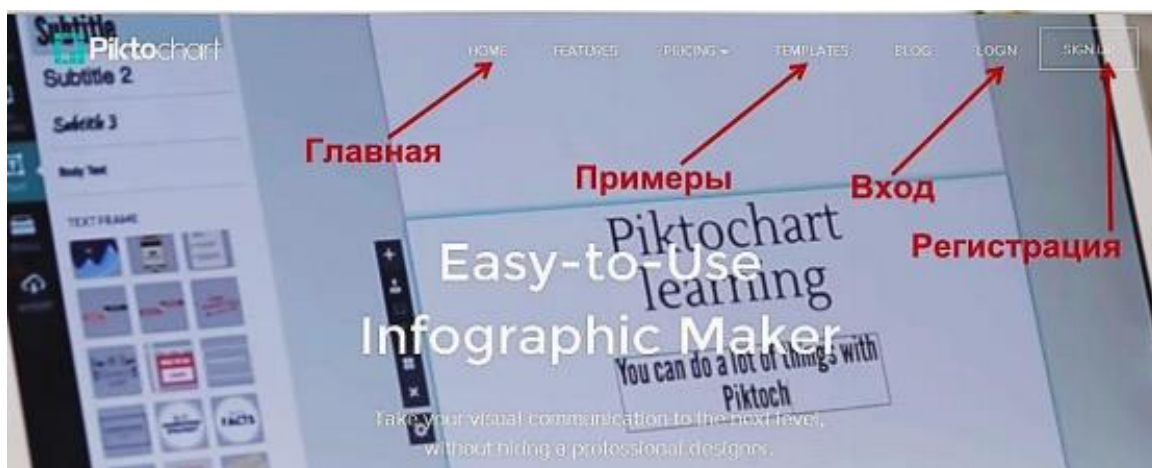 Subtitle
Piktochart
HOME FEATURES PRICING TEMPLATES BLOG LOGIN SIGN UP
Subtitle 2
Subtitle 3
Body Text
TEXT FRAME
Главная
Примеры
Вход
Регистрация
Piktochart
learning
Easy-to-Use
Infographic Maker
You can do a lot of things with
Piktoch
FACTS
Take your visual communication to the next level,
without hiring a professional designer.